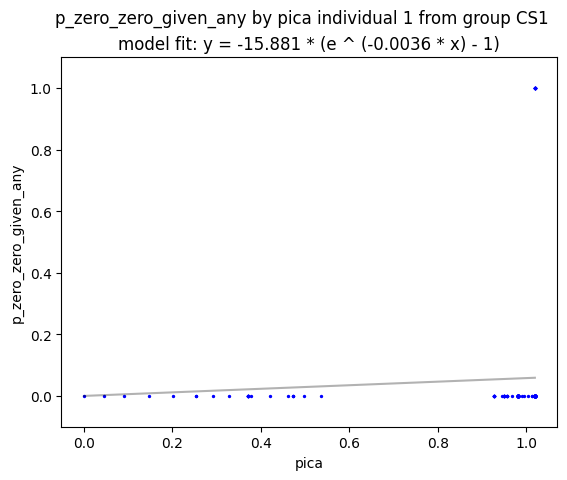 p_zero_zero_given_any by pica individual 1 from group CS1
model fit: y = -15.881 * (e ^ (-0.0036 * x) - 1)
1.0
0.8
0.6
0.4
0.2
0.0
p_zero_zero_given_any
0.0 0.2 0.4 0.6 0.8 1.0
pica